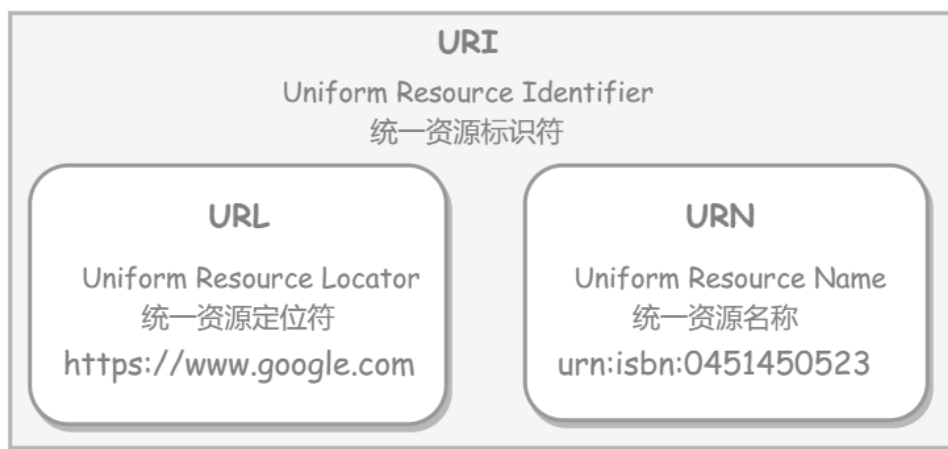 URI
Uniform Resource Identifier
统一资源标识符
URL
Uniform Resource Locator
统一资源定位符
https://www.google.com
URN
Uniform Resource Name
统一资源名称
urn:isbn:0451450523